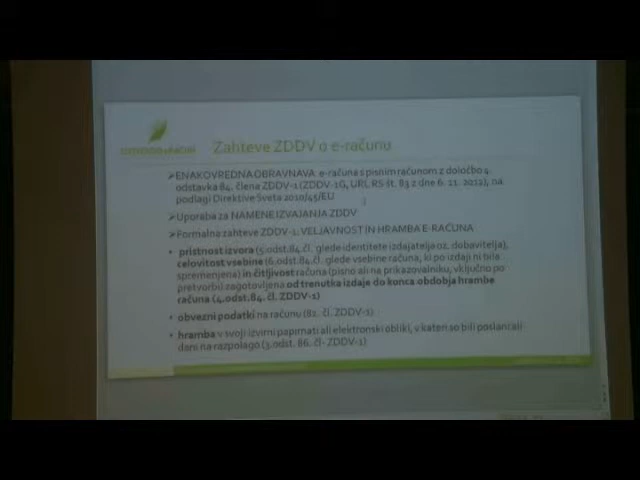 Zahteve ZDDV o e-računu
➢ENAKOVREDNA OBRAVNAVA e-računa s pisnim računom z določbo 4.
odstavka 84. člena ZDDV-1 (ZDDV-1G, URL RS št. 83 z dne 6. 11. 2012), na
podlagi Direktive Sveta 2010/45/EU
➢Uporaba za NAMENE IZVAJANJA ZDDV
➢Formalna zahteve ZDDV-1: VELJAVNOST IN HRAMBA E-RAČUNA
• pristnost izvora (5.odst.84.čl. glede identitete izdajatelja oz. dobavitelja),
celovitost vsebine (6.odst.84.čl. glede vsebine računa, ki po izdaji ni bila
spremenjena) in čitljivost računa (pisno ali na prikazovalniku, vključno po
pretvorbi) zagotovljena od trenutka izdaje do konca obdobja hrambe
računa (4.odst.84. čl. ZDDV-1)
• obvezni podatki na računu (82. čl. ZDDV-1)
• hramba v svoji izvirni papirnati ali elektronski obliki, v kateri so bili poslani ali
dani na razpolago (3.odst. 86. čl- ZDDV-1)